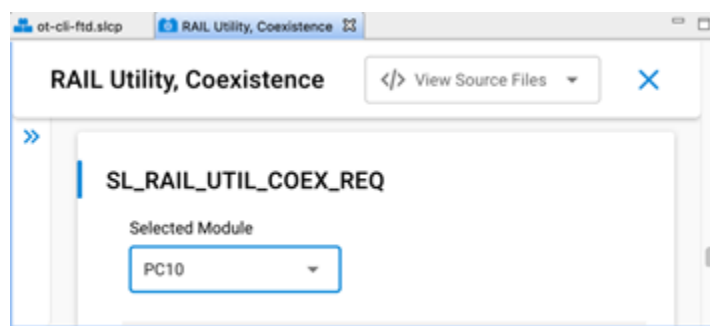 ot-cli-ftd.slcp RAIL Utility, Coexistence
RAIL Utility, Coexistence </> View Source Files
SL_RAIL_UTIL_COEX_REQ
Selected Module
PC10